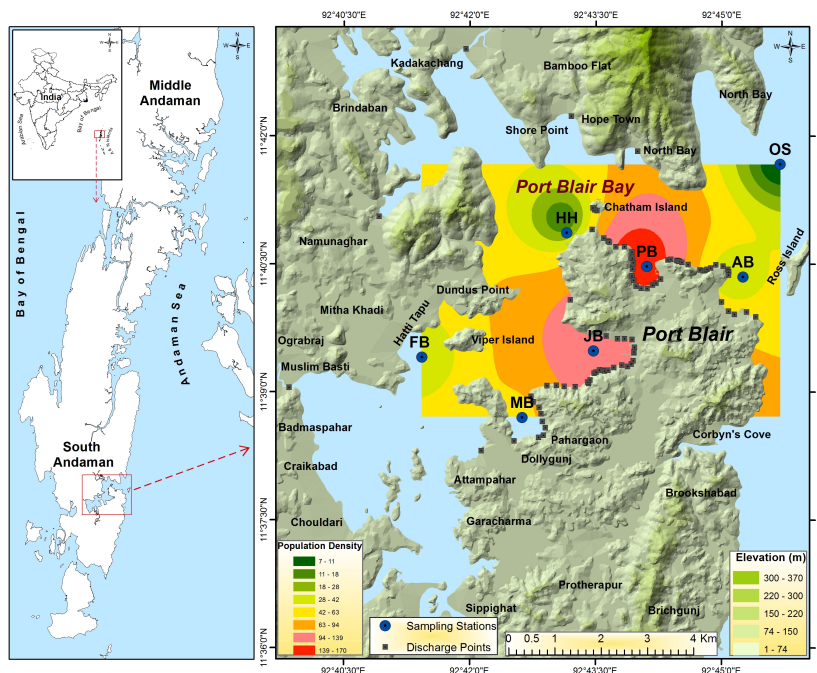 N
W E
S
India
Arabian Sea
Bay of Bengal
Middle
Andaman
Bay of Bengal
Andaman Sea
South
Andaman
N
W E
S
92°40'30"E 92°42'0"E 92°43'30"E 92°45'0"E
11°42'0"N
11°40'30"N
11°39'0"N
11°37'30"N
11°36'0"N
N
W E
S
Kadakachang
Bamboo Flat
Brindaban
North Bay
Hope Town
Shore Point
North Bay
OS
Port Blair Bay
Chatham Island
HH
Namunaghar
PB
AB
Ross Island
Dundus Point
Mitha Khadi
Hatti Tapu
Port Blair
Ograbraj
FB
Viper Island
JB
Muslim Basti
MB
Badmaspahar
Pahargaon
Corbyn's Cove
Dollygunj
Craikabad
Attampahar
Brookshabad
Chouldari
Garacharma
Protherapur
Sippighat
Brichgunj
Population Density
7 - 11
11 - 18
18 - 28
28 - 42
42 - 63
63 - 94
94 - 139
139 - 170
Sampling Stations
Discharge Points
0 0.5 1 2 3 4 Km
Elevation (m)
300 - 370
220 - 300
150 - 220
74 - 150
1 - 74
92°40'30"E 92°42'0"E 92°43'30"E 92°45'0"E